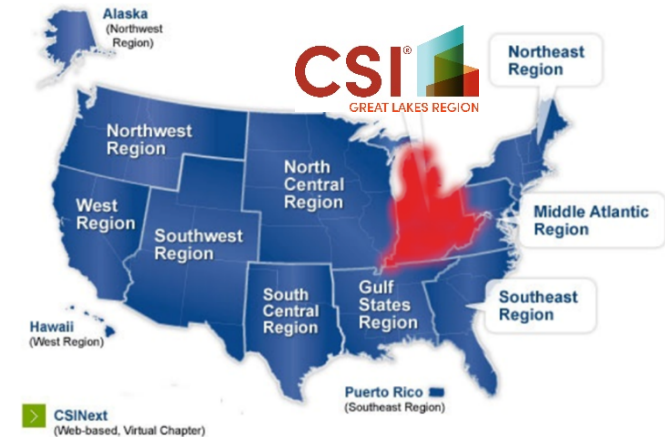 Alaska
(Northwest
Region)
CSI®
GREAT LAKES REGION
Northeast
Region
Northwest
Region
North
Central
Region
West
Region
Southwest
Region
Middle Atlantic
Region
South
Central
Region
Gulf
States
Region
Southeast
Region
Hawaii
(West Region)
Puerto Rico
(Southeast Region)
CSINext
(Web-based, Virtual Chapter)